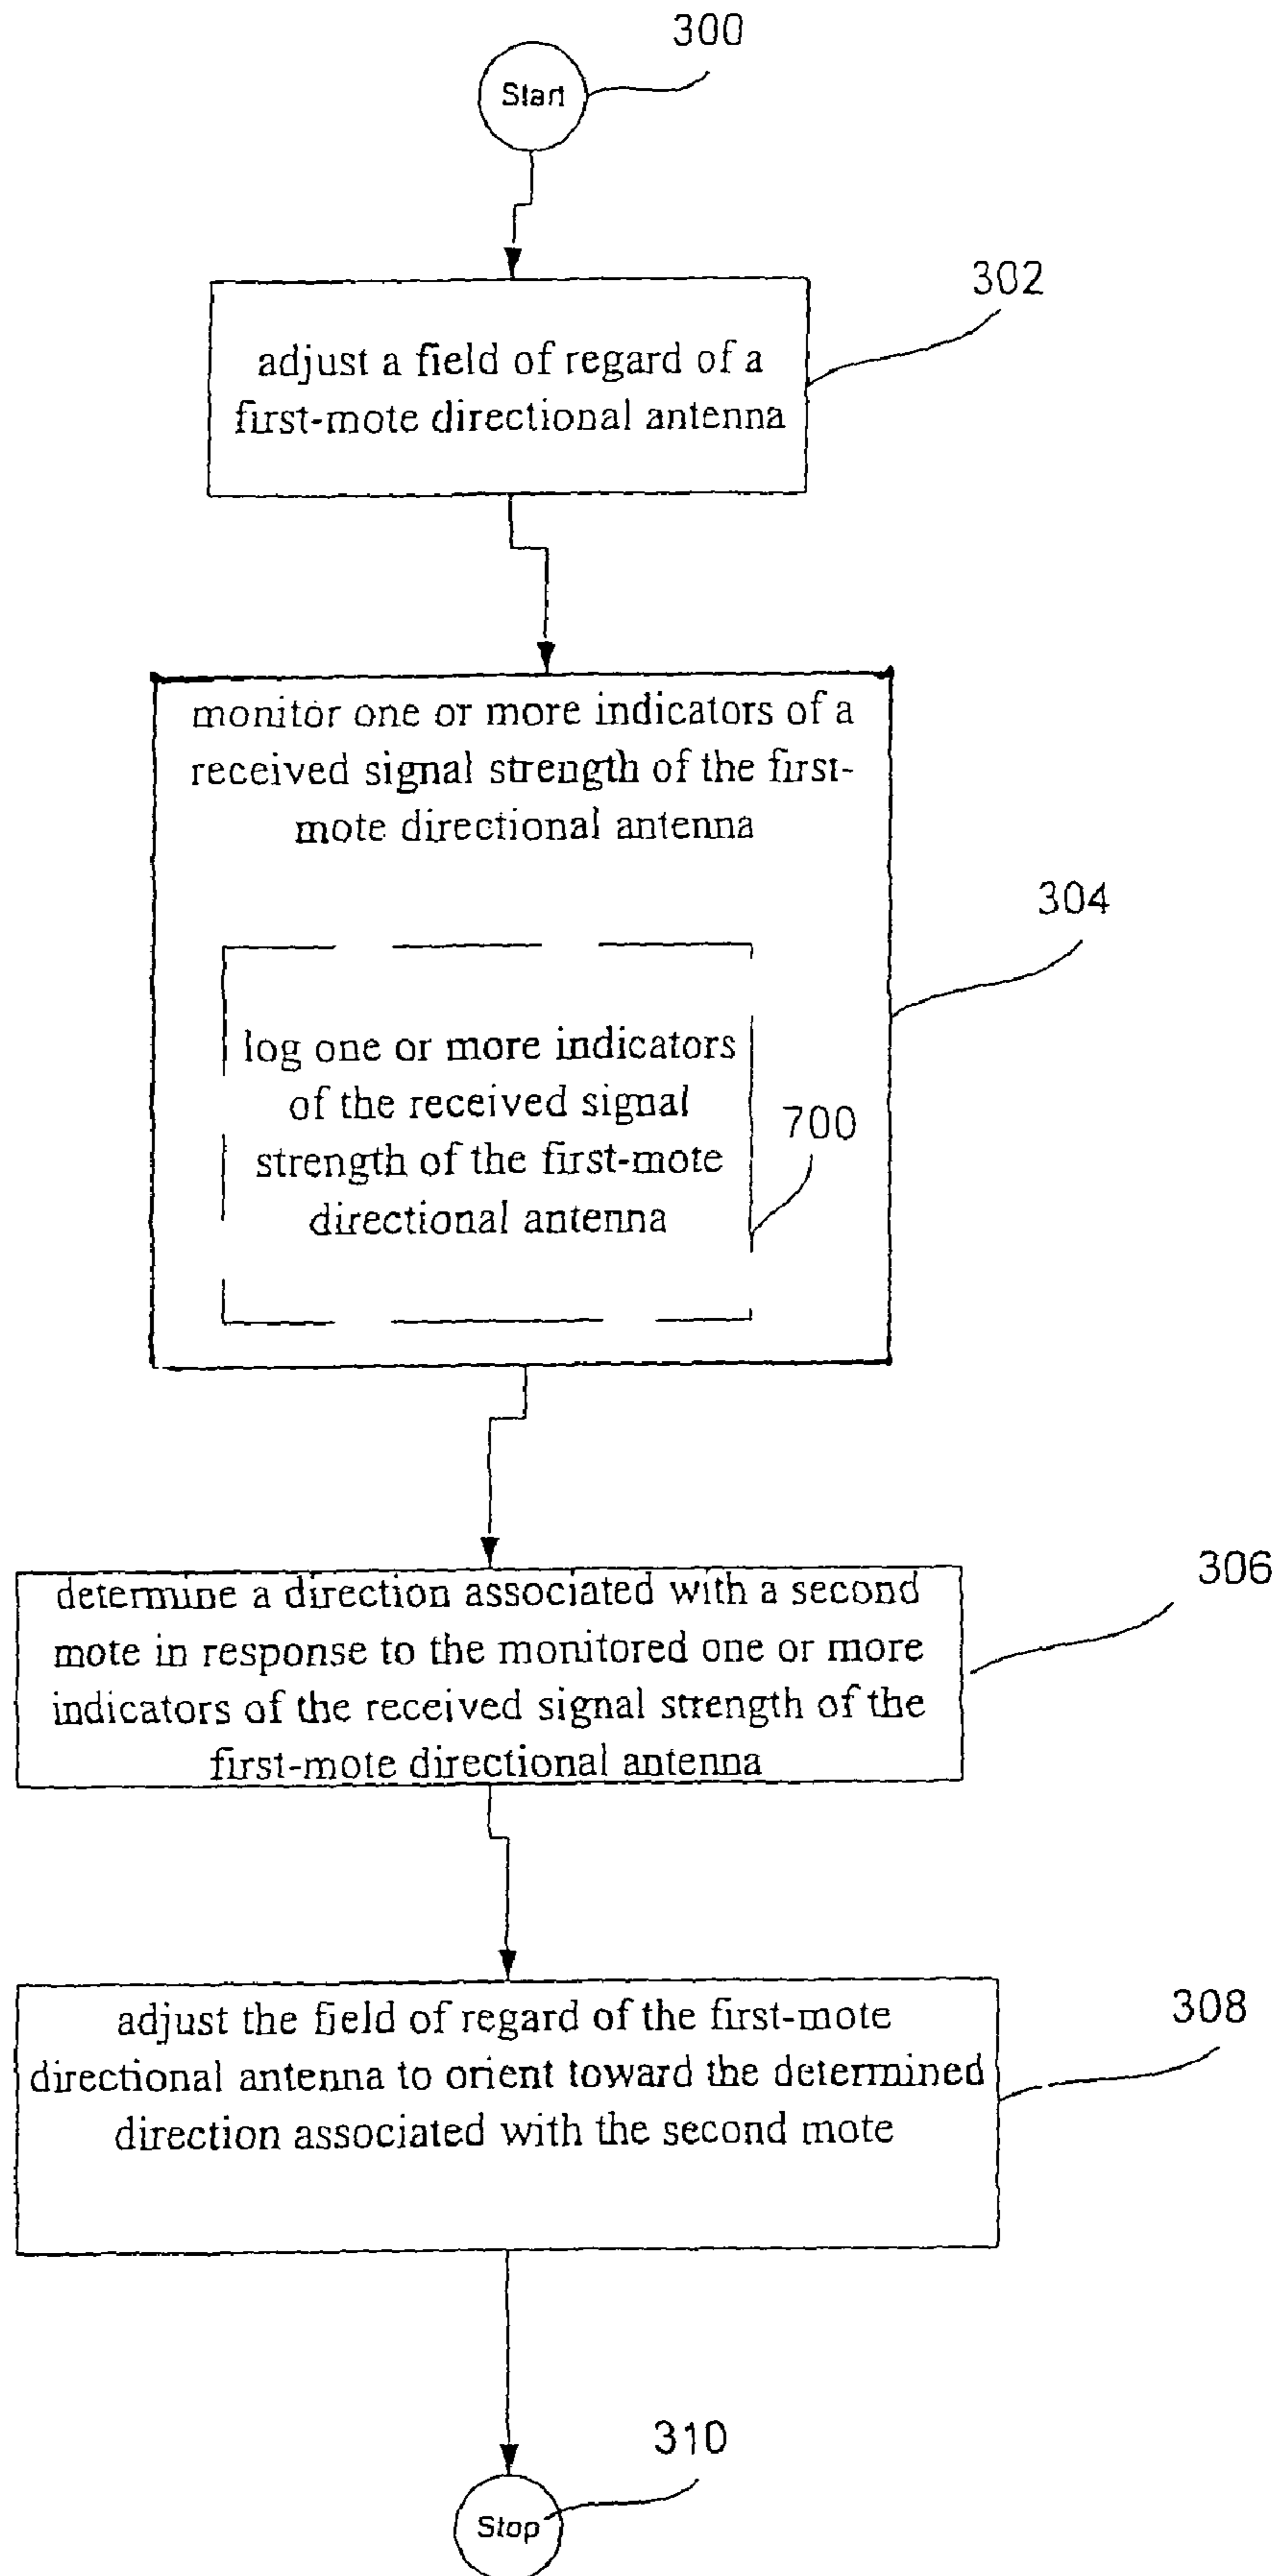 300
Start
302
adjust a field of regard of a
first-mote directional antenna
monitor one or more indicators of a
received signal strength of the first-
mote directional antenna
304
log one or more indicators
of the received signal
strength of the first-mote
directional antenna
700
306
determine a direction associated with a second
mote in response to the monitored one or more
indicators of the received signal strength of the
first-mote directional antenna
308
adjust the field of regard of the first-mote
directional antenna to orient toward the determined
direction associated with the second mote
310
Stop